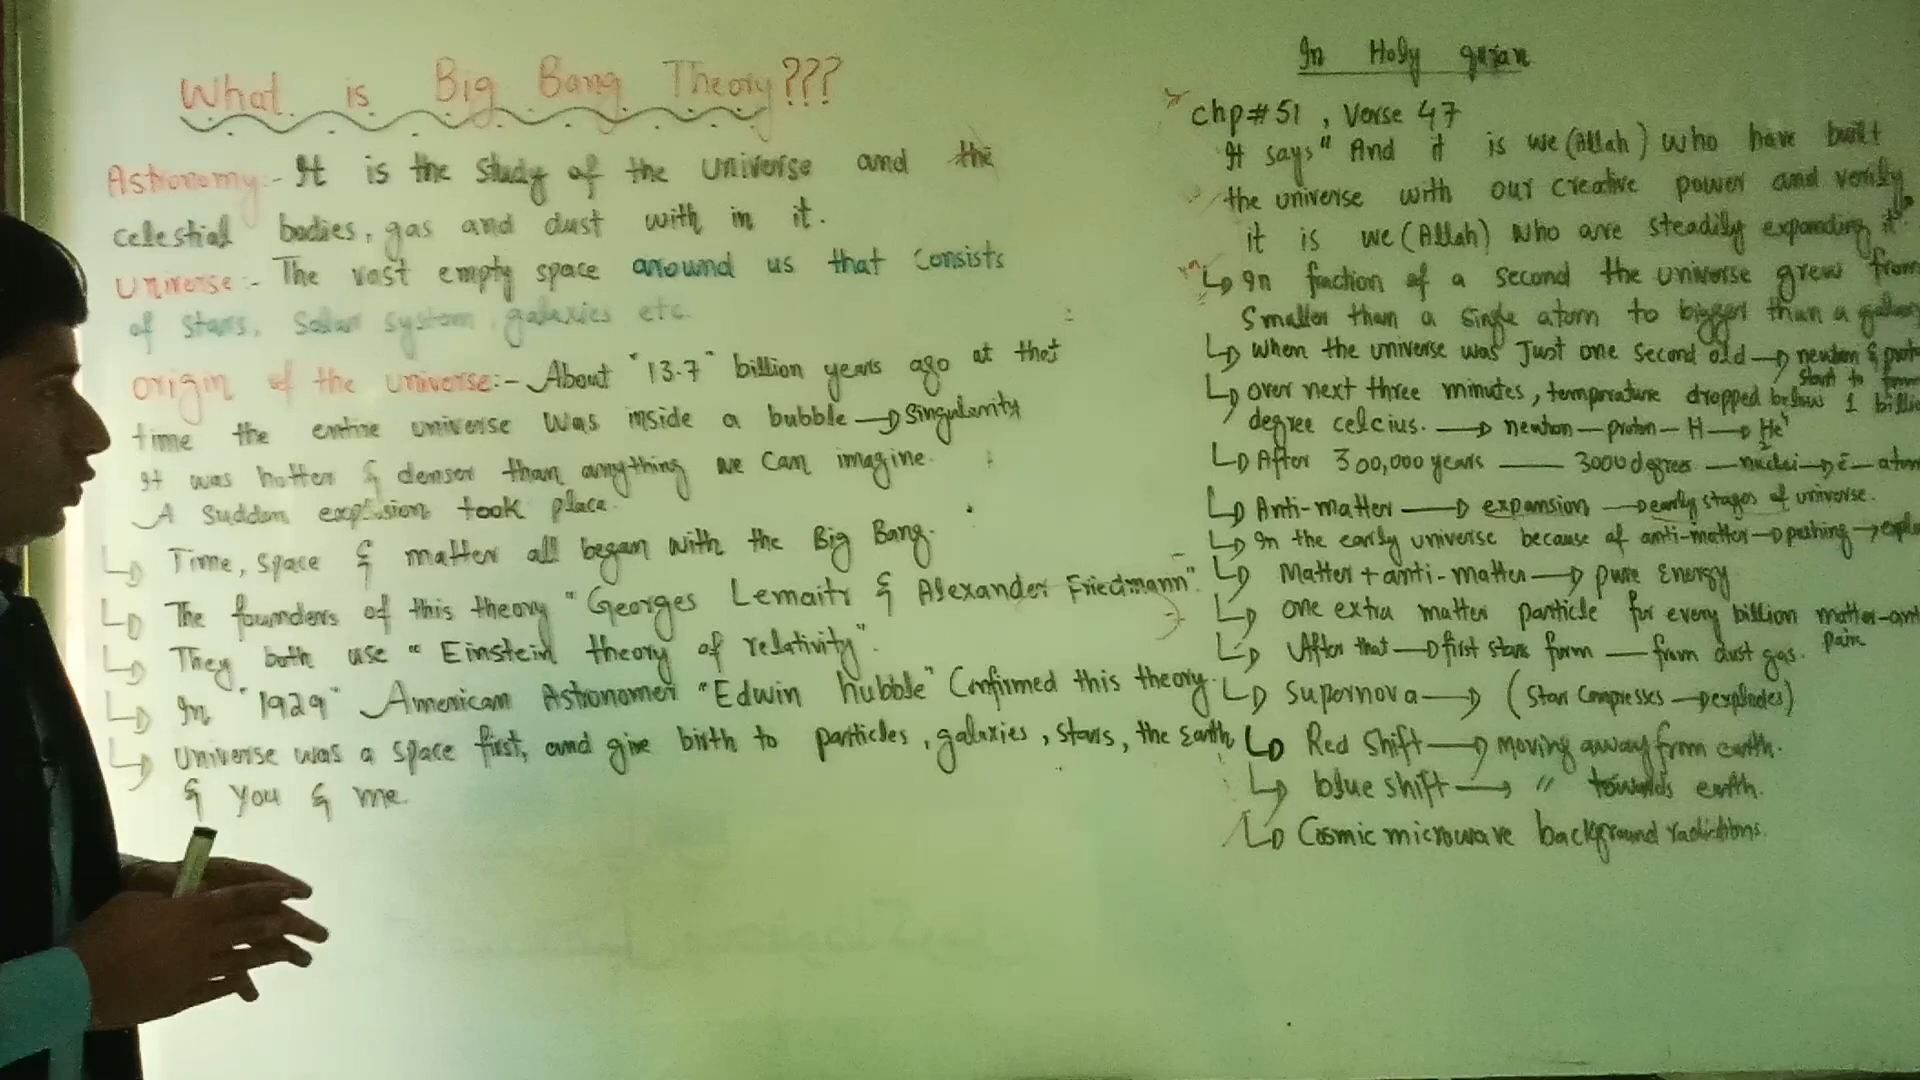 What is Big Bang Theory???
Astronomy:- It is the study of the universe and the
celestial bodies, gas and dust with in it.
Universe:- The vast empty space around us that consists
of stars, Solar system, galaxies etc.
Origin of the universe:- About "13.7" billion years ago at that
time the entire universe was inside a bubble → Singularity
It was hotter & denser than anything we can imagine.
A sudden explosion took place.
↳ Time, space & matter all began with the Big Bang.
↳ The founders of this theory "Georges Lemaitr & Alexander Friedmann".
↳ They both use "Einstein theory of relativity".
↳ In "1929" American Astronomer "Edwin hubble" Confirmed this theory.
↳ Universe was a space first, and give birth to particles, galaxies, stars, the Earth
& you & me.
In Holy quran
chp#51, Verse 47
It says "And it is we (Allah) who have built
the universe with our creative power and verily
it is we (Allah) who are steadily expanding it"
↳ In fraction of a second the universe grew from
Smaller than a single atom to bigger than a
↳ when the universe was Just one second old →
start to
↳ over next three minutes, temprature dropped below 1
degree celcius. → neutron — proton — H → He
↳ After 300,000 years — 3000 degrees — nuclei → e̅ —
↳ Anti-matter → expansion → early stages of universe.
↳ In the early universe because of anti-matter → pushing →
↳ Matter + anti-matter → pure Energy
↳ one extra matter particle for every billion
pair
↳ After that → first stars form — from dust gas.
↳ Supernova → (Star Compresses → explodes)
↳ Red Shift → moving away from earth.
↳ blue shift → " towards earth.
↳ Cosmic microwave background radictions.